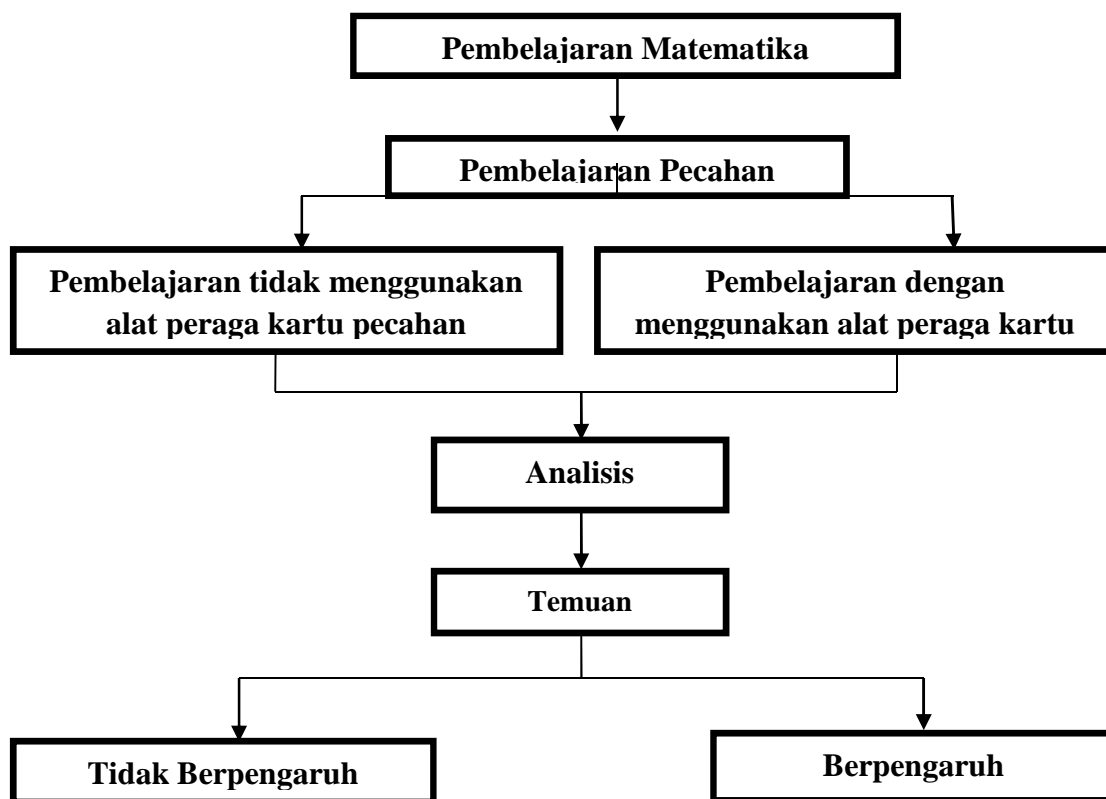 Pembelajaran Matematika
Pembelajaran Pecahan
Pembelajaran tidak menggunakan
alat peraga kartu pecahan
Pembelajaran dengan
menggunakan alat peraga kartu
Analisis
Temuan
Tidak Berpengaruh
Berpengaruh